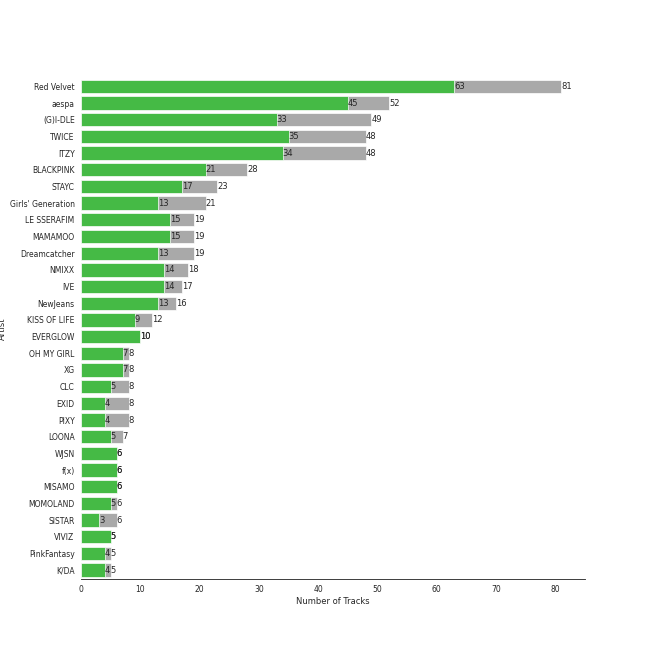 Red Velvet 63 81
aespa 45 52
(G)I-DLE 33 49
TWICE 35 48
ITZY 34 48
BLACKPINK 21 28
STAYC 17 23
Girls' Generation 13 21
LE SSERAFIM 15 19
MAMAMOO 15 19
Dreamcatcher 13 19
NMIXX 14 18
IVE 14 17
NewJeans 13 16
KISS OF LIFE 9 12
EVERGLOW 10 10
OH MY GIRL 7 8
XG 7 8
CLC 5 8
EXID 4 8
PIXY 4 8
LOONA 5 7
WJSN 6 6
f(x) 6 6
MISAMO 6 6
MOMOLAND 5 6
SISTAR 3 6
VIVIZ 5 5
PinkFantasy 4 5
K/DA 4 5
0 10 20 30 40 50 60 70 80
Number of Tracks
Artist